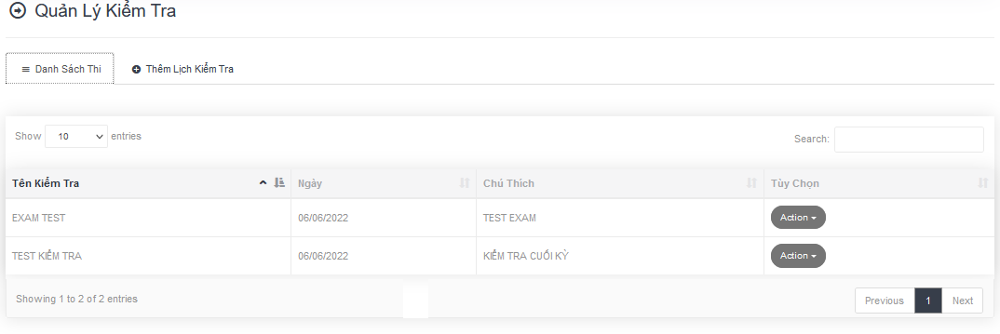 Quản Lý Kiểm Tra
Danh Sách Thi Thêm Lịch Kiểm Tra
Show 10 entries Search:
Tên Kiểm Tra Ngày Chú Thích Tùy Chọn
EXAM TEST 06/06/2022 TEST EXAM Action
TEST KIỂM TRA 06/06/2022 KIỂM TRA CUỐI KỲ Action
Showing 1 to 2 of 2 entries Previous 1 Next